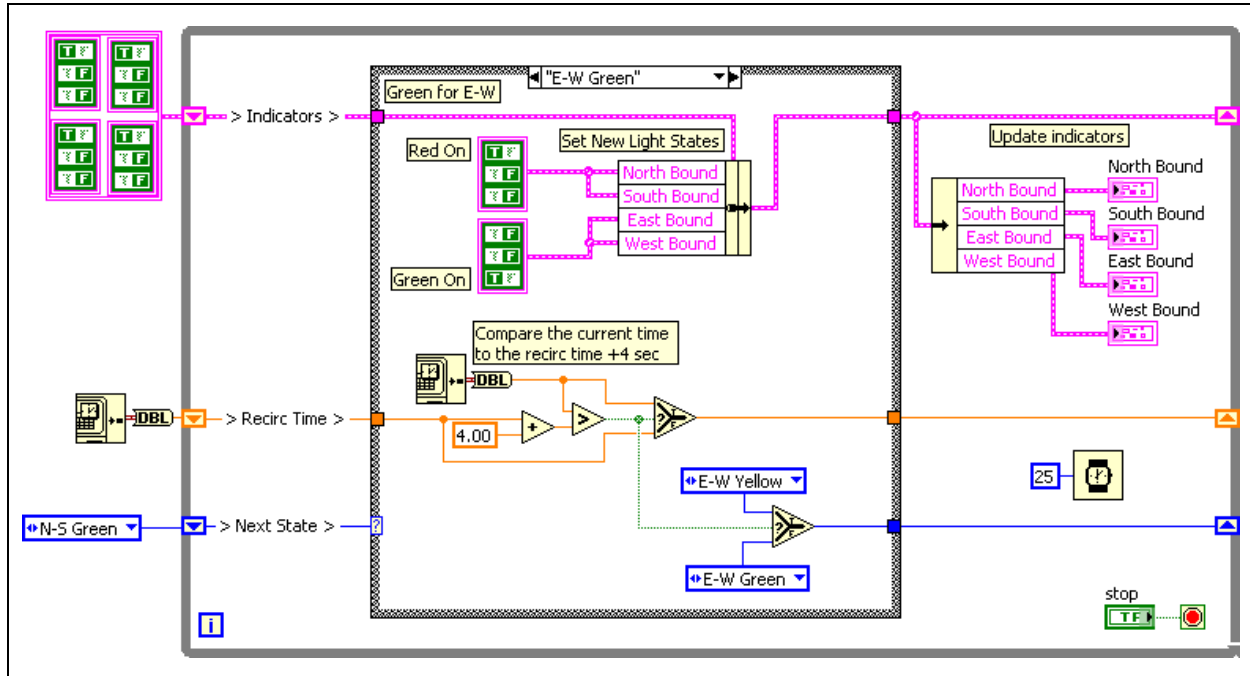 "E-W Green"
Green for E-W
> Indicators >
Red On
Set New Light States
North Bound
South Bound
East Bound
West Bound
Green On
Update indicators
North Bound
South Bound
East Bound
West Bound
North Bound
South Bound
East Bound
West Bound
T
F
F
T
F
F
T
F
F
T
F
F
T
F
F
F
F
T
Compare the current time
to the recirc time +4 sec
DBL
DBL
> Recirc Time >
4.00
+
>
?
T
F
25
E-W Yellow
N-S Green
> Next State >
?
?
T
F
E-W Green
i
stop
TF